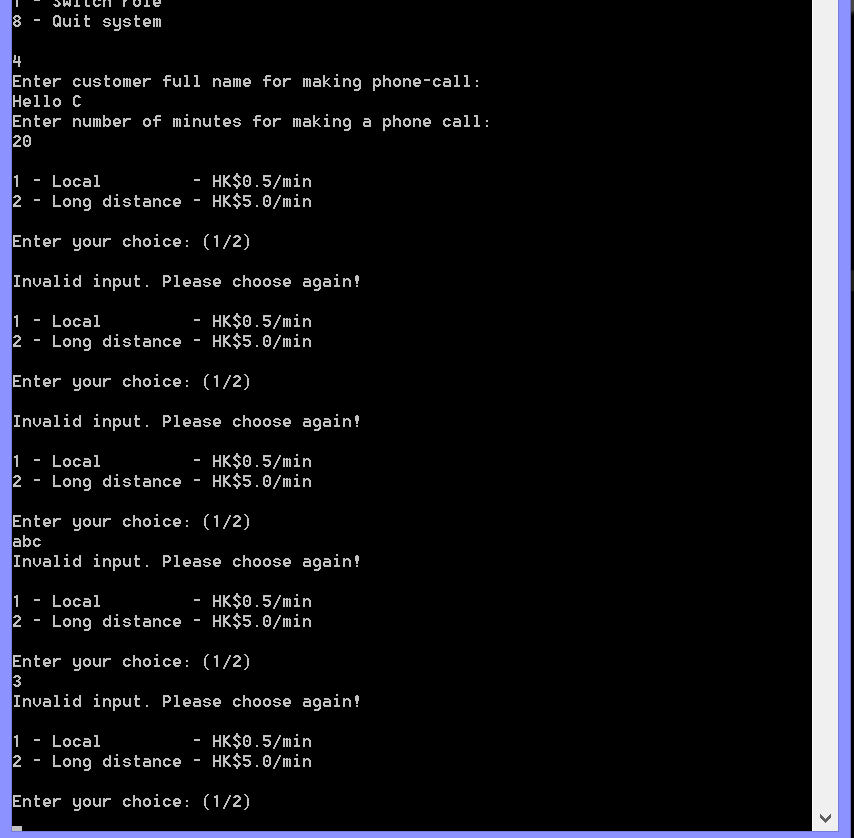 7 - Switch role
8 - Quit system
4
Enter customer full name for making phone-call:
Hello C
Enter number of minutes for making a phone call:
20
1 - Local         - HK$0.5/min
2 - Long distance - HK$5.0/min
Enter your choice: (1/2)
Invalid input. Please choose again!
1 - Local         - HK$0.5/min
2 - Long distance - HK$5.0/min
Enter your choice: (1/2)
Invalid input. Please choose again!
1 - Local         - HK$0.5/min
2 - Long distance - HK$5.0/min
Enter your choice: (1/2)
abc
Invalid input. Please choose again!
1 - Local         - HK$0.5/min
2 - Long distance - HK$5.0/min
Enter your choice: (1/2)
3
Invalid input. Please choose again!
1 - Local         - HK$0.5/min
2 - Long distance - HK$5.0/min
Enter your choice: (1/2)